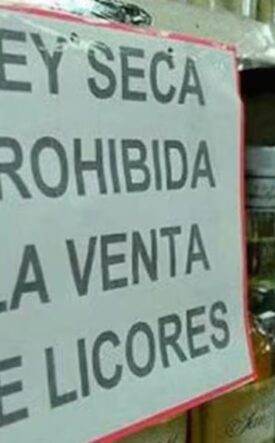 EY SECA
ROHIBIDA
LA VENTA
E LICORES